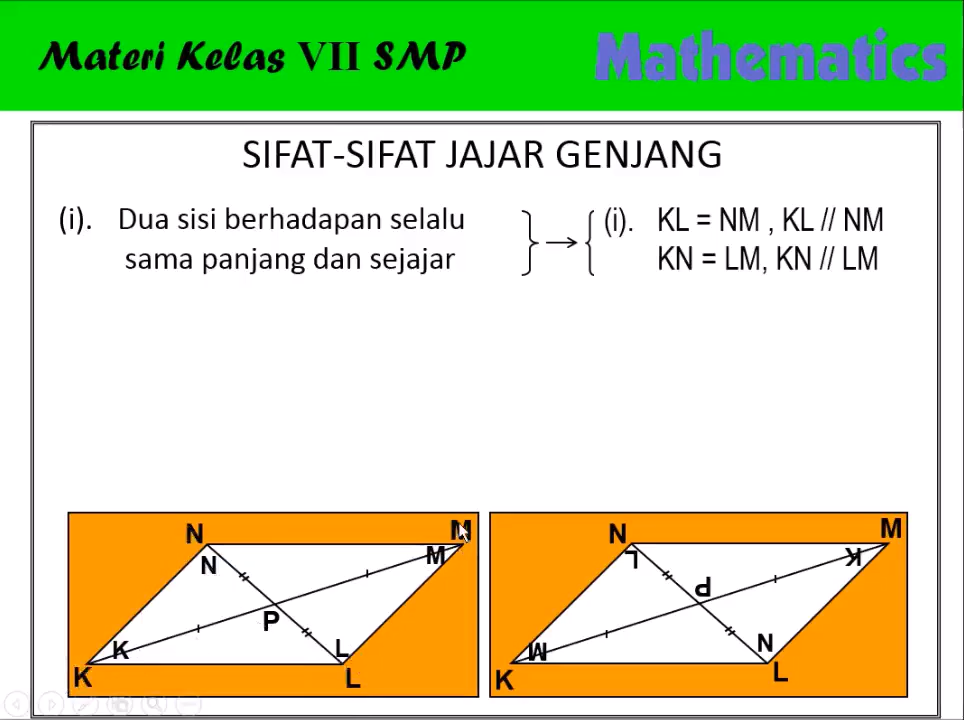 Materi Kelas VII SMP
Mathematics
SIFAT-SIFAT JAJAR GENJANG
(i). Dua sisi berhadapan selalu
sama panjang dan sejajar
(i). KL = NM , KL // NM
KN = LM, KN // LM
N
M
N
M
P
K
L
K
L
N
M
L
K
P
M
N
K
L